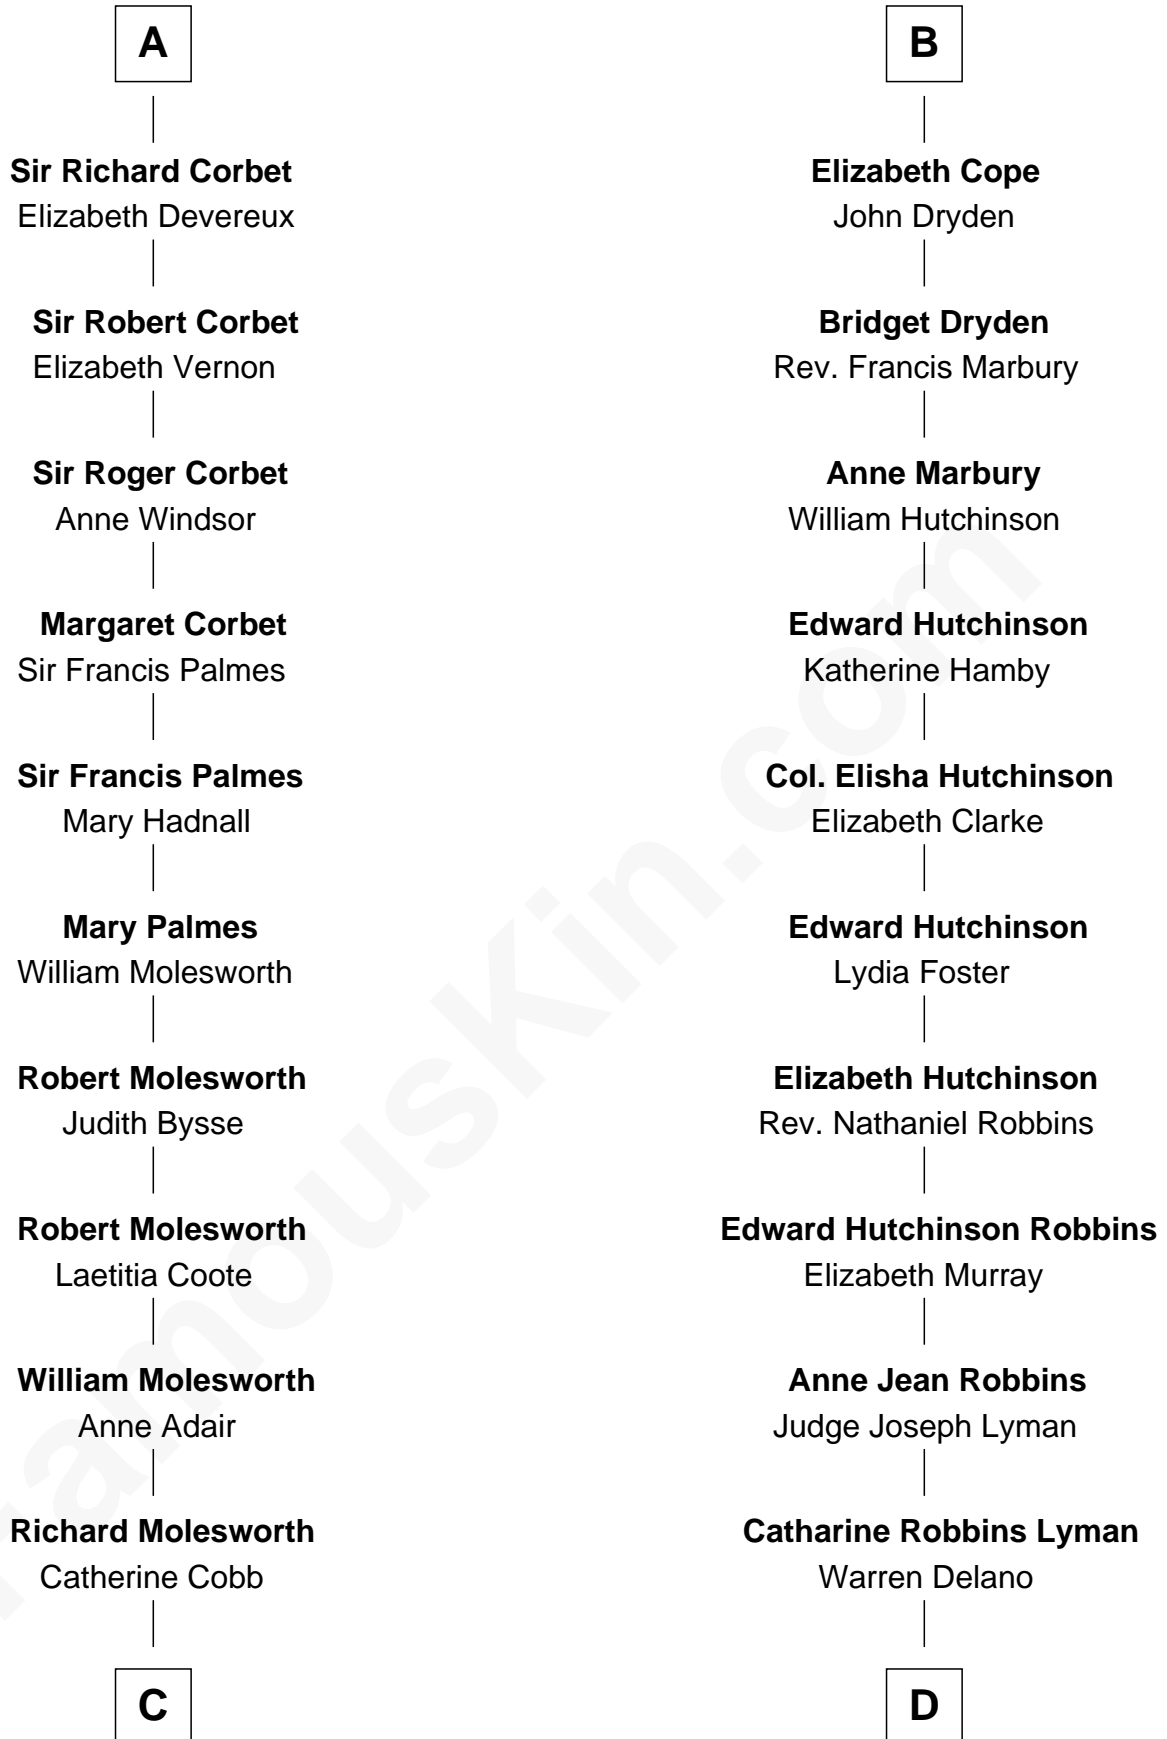 A
Sir Richard Corbet
Elizabeth Devereux
Sir Robert Corbet
Elizabeth Vernon
Sir Roger Corbet
Anne Windsor
Margaret Corbet
Sir Francis Palmes
Sir Francis Palmes
Mary Hadnall
Mary Palmes
William Molesworth
Robert Molesworth
Judith Bysse
Robert Molesworth
Laetitia Coote
William Molesworth
Anne Adair
Richard Molesworth
Catherine Cobb
C
B
Elizabeth Cope
John Dryden
Bridget Dryden
Rev. Francis Marbury
Anne Marbury
William Hutchinson
Edward Hutchinson
Katherine Hamby
Col. Elisha Hutchinson
Elizabeth Clarke
Edward Hutchinson
Lydia Foster
Elizabeth Hutchinson
Rev. Nathaniel Robbins
Edward Hutchinson Robbins
Elizabeth Murray
Anne Jean Robbins
Judge Joseph Lyman
Catharine Robbins Lyman
Warren Delano
D
FamousKin.com